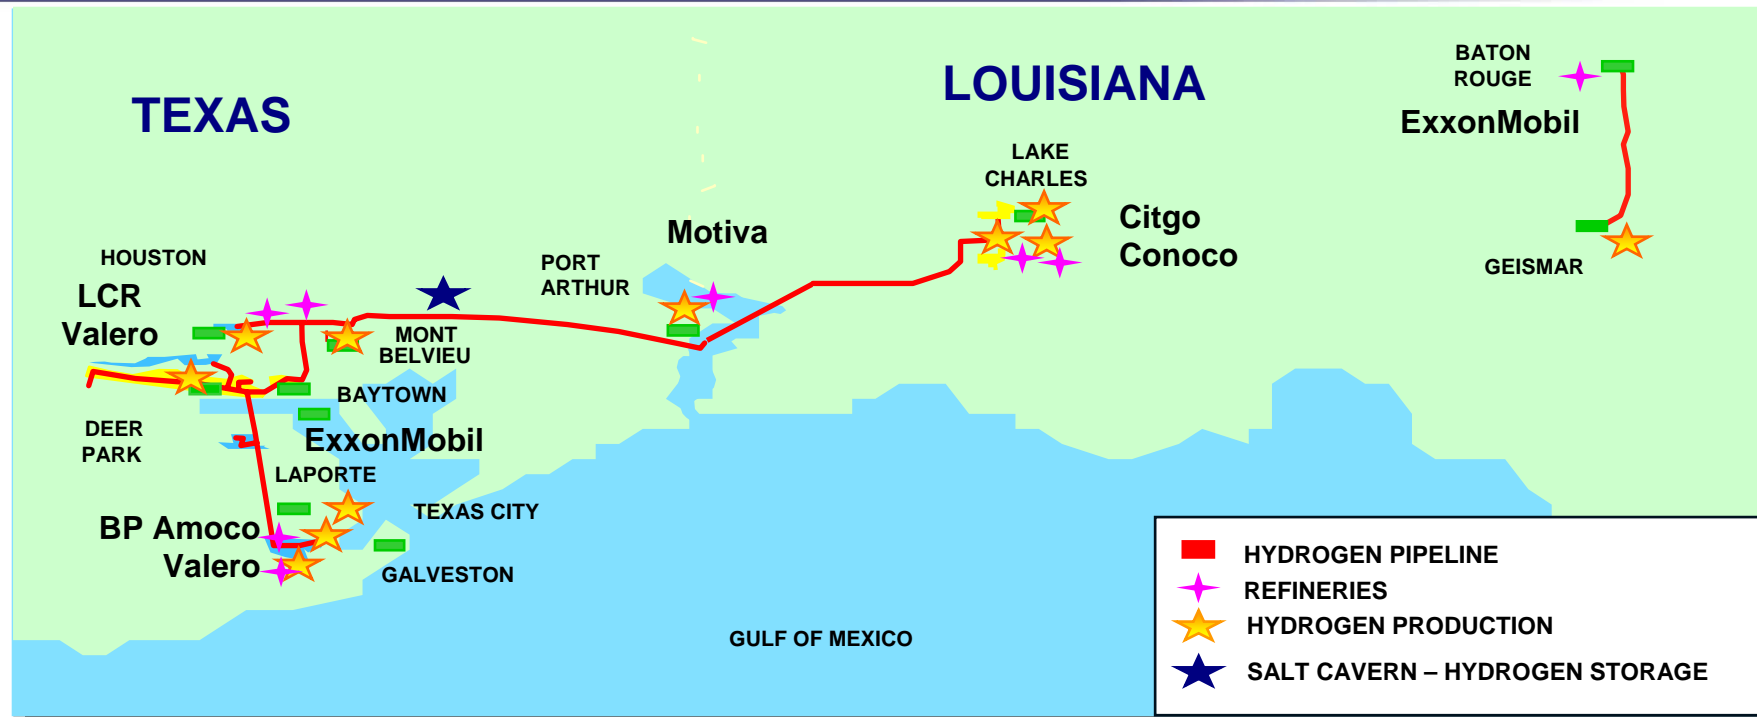 TEXAS
LOUISIANA
BATON
ROUGE
ExxonMobil
LAKE
CHARLES
Citgo
Conoco
GEISMAR
Motiva
PORT
ARTHUR
HOUSTON
LCR
Valero
MONT
BELVIEU
BAYTOWN
DEER
PARK
ExxonMobil
LAPORTE
TEXAS CITY
BP Amoco
Valero
GALVESTON
GULF OF MEXICO
HYDROGEN PIPELINE
REFINERIES
HYDROGEN PRODUCTION
SALT CAVERN – HYDROGEN STORAGE